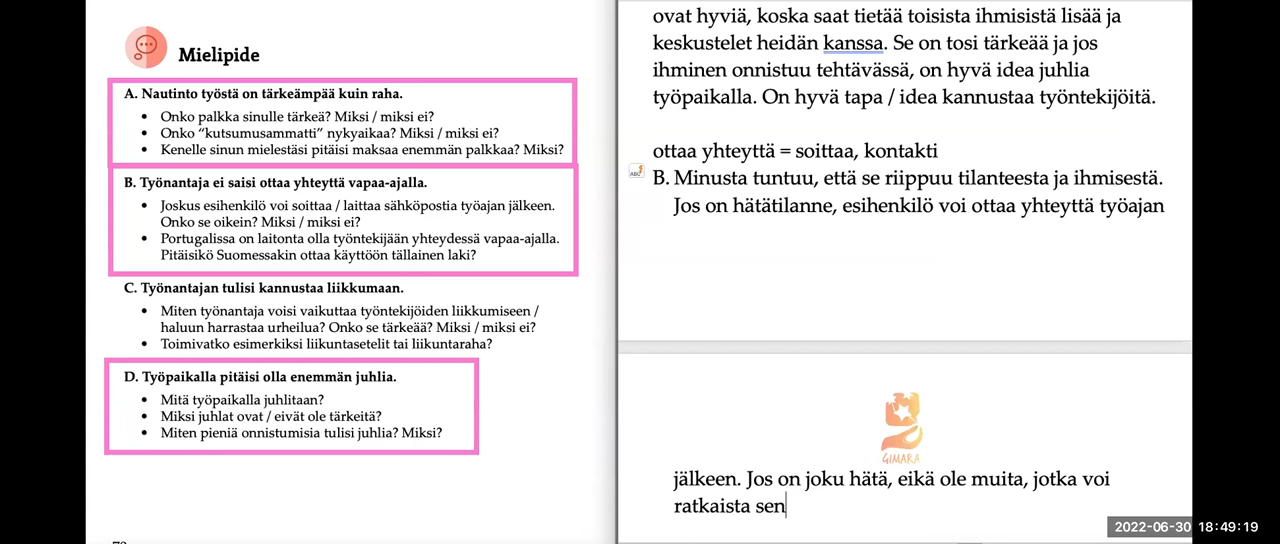 Mielipide
A. Nautinto työstä on tärkeämpää kuin raha.
• Onko palkka sinulle tärkeä? Miksi / miksi ei?
• Onko “kutsumusammatti” nykyaikaa? Miksi / miksi ei?
• Kenelle sinun mielestäsi pitäisi maksaa enemmän palkkaa? Miksi?
B. Työnantaja ei saisi ottaa yhteyttä vapaa-ajalla.
• Joskus esihenkilö voi soittaa / laittaa sähköpostia työajan jälkeen.
Onko se oikein? Miksi / miksi ei?
• Portugalissa on laitonta olla työntekijään yhteydessä vapaa-ajalla.
Pitäisikö Suomessakin ottaa käyttöön tällainen laki?
C. Työnantajan tulisi kannustaa liikkumaan.
• Miten työnantaja voisi vaikuttaa työntekijöiden liikkumiseen /
haluun harrastaa urheilua? Onko se tärkeää? Miksi / miksi ei?
• Toimivatko esimerkiksi liikuntasetelit tai liikuntaraha?
D. Työpaikalla pitäisi olla enemmän juhlia.
• Mitä työpaikalla juhlitaan?
• Miksi juhlat ovat / eivät ole tärkeitä?
• Miten pieniä onnistumisia tulisi juhlia? Miksi?
ovat hyviä, koska saat tietää toisista ihmisistä lisää ja
keskustelet heidän kanssa. Se on tosi tärkeää ja jos
ihminen onnistuu tehtävässä, on hyvä idea juhlia
työpaikalla. On hyvä tapa / idea kannustaa työntekijöitä.
ottaa yhteyttä = soittaa, kontakti
B. Minusta tuntuu, että se riippuu tilanteesta ja ihmisestä.
Jos on hätätilanne, esihenkilö voi ottaa yhteyttä työajan
GIMARA
jälkeen. Jos on joku hätä, eikä ole muita, jotka voi
ratkaista sen
2022-06-30 18:49:19